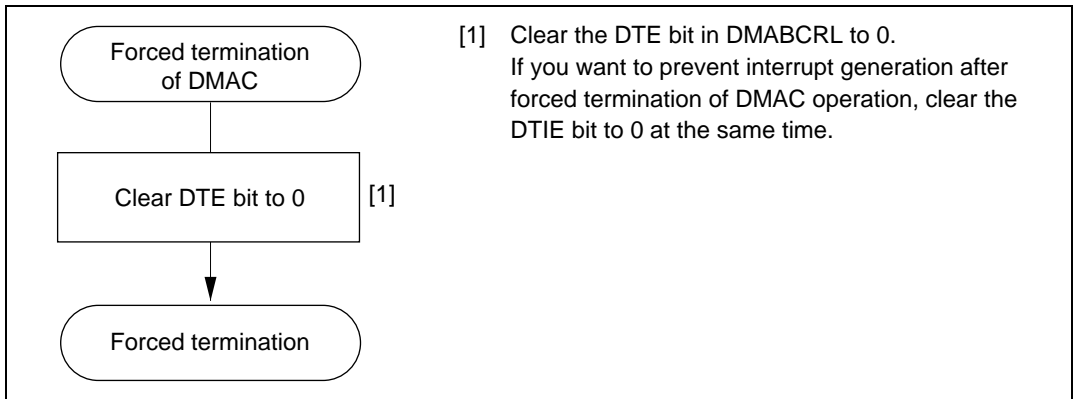 Forced termination
of DMAC
Clear DTE bit to 0
[1]
Forced termination
[1] Clear the DTE bit in DMABCRL to 0.
If you want to prevent interrupt generation after
forced termination of DMAC operation, clear the
DTIE bit to 0 at the same time.